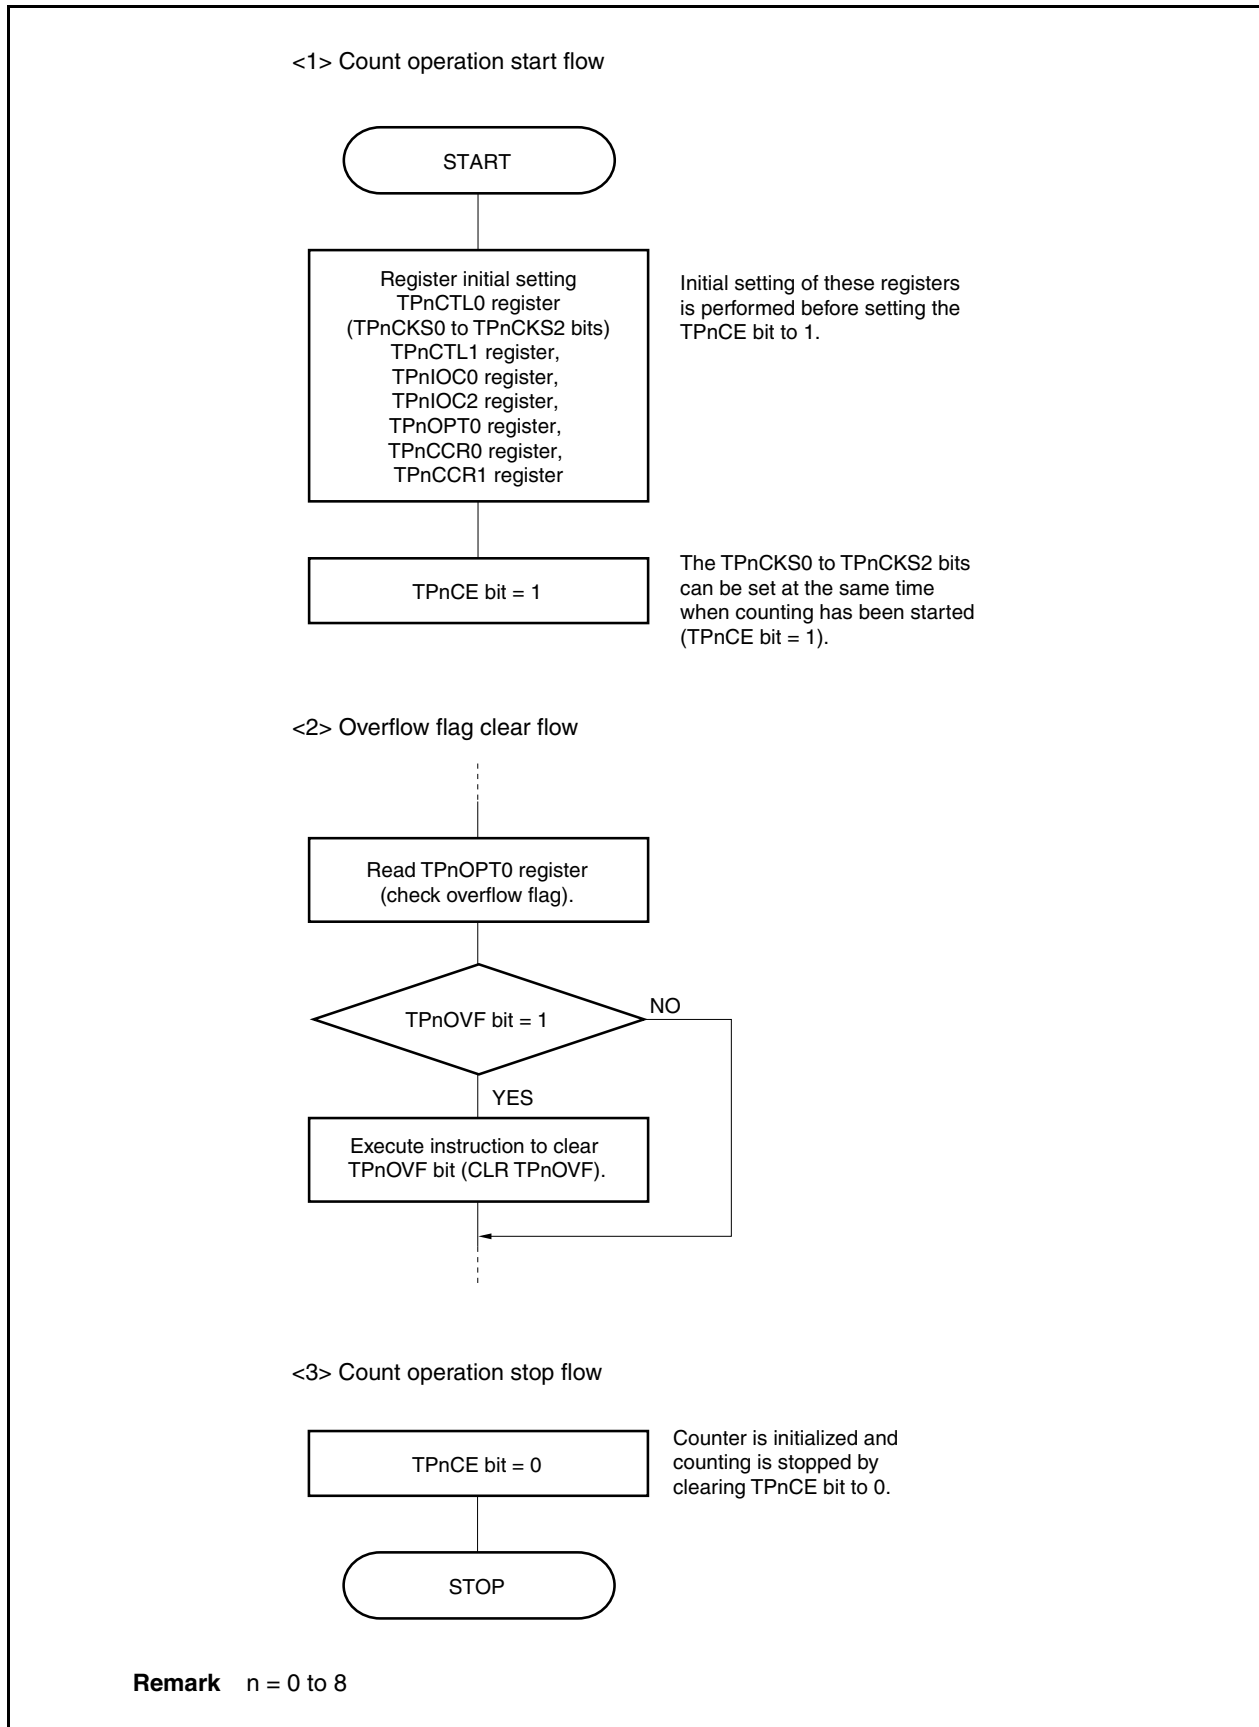 <1> Count operation start flow
START
Register initial setting
TPnCTL0 register
(TPnCKS0 to TPnCKS2 bits)
TPnCTL1 register,
TPnIOC0 register,
TPnIOC2 register,
TPnOPT0 register,
TPnCCR0 register,
TPnCCR1 register
Initial setting of these registers
is performed before setting the
TPnCE bit to 1.
TPnCE bit = 1
The TPnCKS0 to TPnCKS2 bits
can be set at the same time
when counting has been started
(TPnCE bit = 1).
<2> Overflow flag clear flow
Read TPnOPT0 register
(check overflow flag).
TPnOVF bit = 1
NO
YES
Execute instruction to clear
TPnOVF bit (CLR TPnOVF).
<3> Count operation stop flow
TPnCE bit = 0
Counter is initialized and
counting is stopped by
clearing TPnCE bit to 0.
STOP
Remark n = 0 to 8